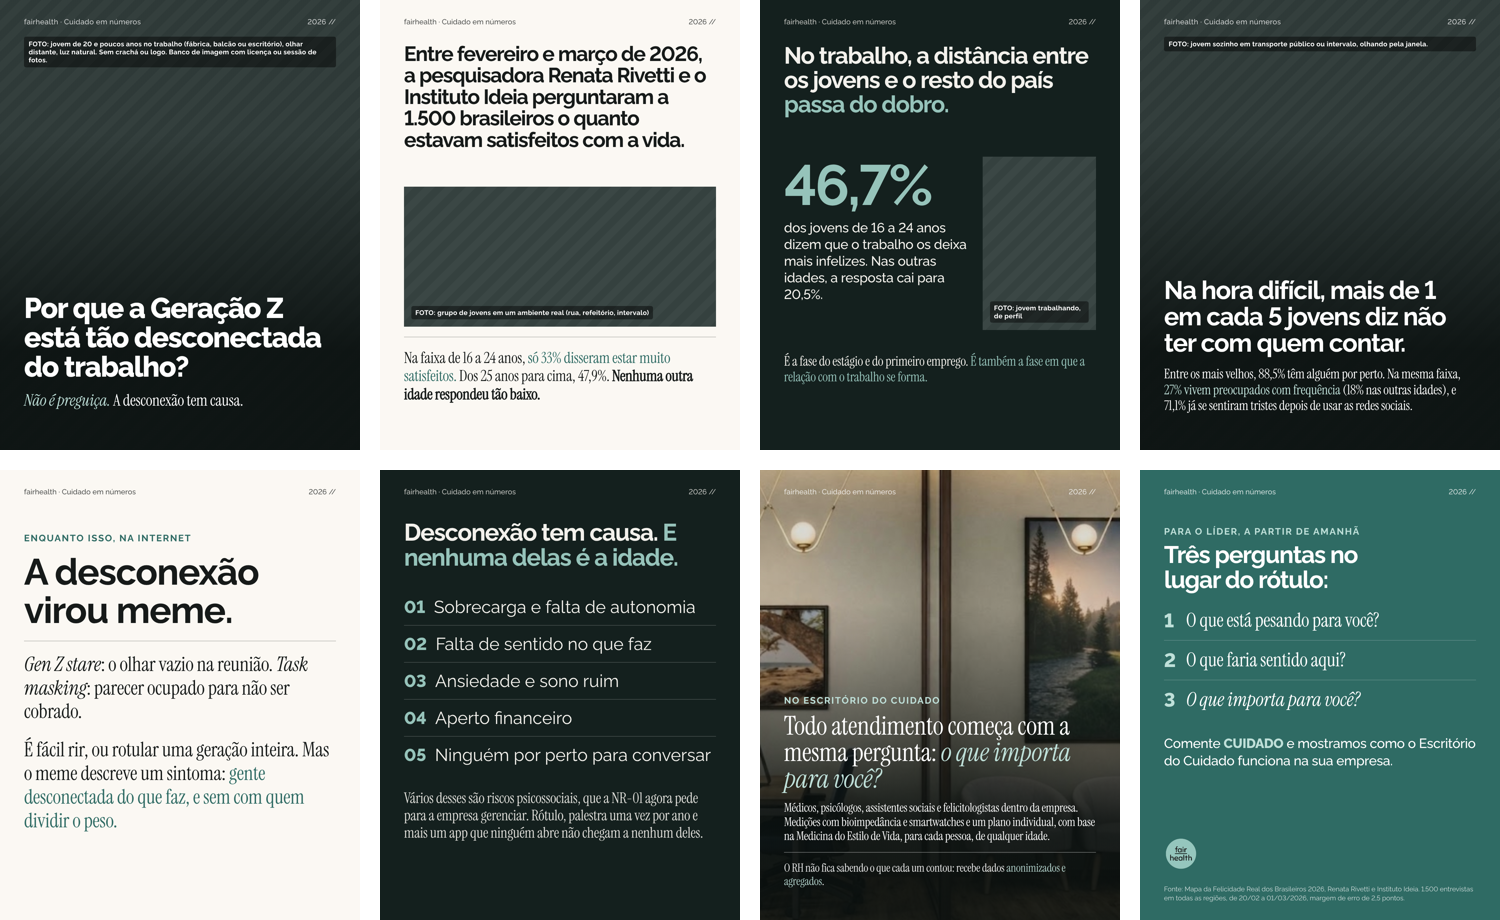 fairhealth · Cuidado em números
2026 //
FOTO: jovem de 20 e poucos anos no trabalho (fábrica, balcão ou escritório), olhar
distante, luz natural. Sem crachá ou logo. Banco de imagem com licença ou sessão de
fotos.
Por que a Geração Z
está tão desconectada
do trabalho?
Não é preguiça. A desconexão tem causa.
fairhealth · Cuidado em números
2026 //
Entre fevereiro e março de 2026,
a pesquisadora Renata Rivetti e o
Instituto Ideia perguntaram a
1.500 brasileiros o quanto
estavam satisfeitos com a vida.
FOTO: grupo de jovens em um ambiente real (rua, refeitório, intervalo)
Na faixa de 16 a 24 anos, só 33% disseram estar muito
satisfeitos. Dos 25 anos para cima, 47,9%. Nenhuma outra
idade respondeu tão baixo.
fairhealth · Cuidado em números
2026 //
No trabalho, a distância entre
os jovens e o resto do país
passa do dobro.
46,7%
dos jovens de 16 a 24 anos
dizem que o trabalho os deixa
mais infelizes. Nas outras
idades, a resposta cai para
20,5%.
FOTO: jovem trabalhando,
de perfil
É a fase do estágio e do primeiro emprego. É também a fase em que a
relação com o trabalho se forma.
fairhealth · Cuidado em números
2026 //
FOTO: jovem sozinho em transporte público ou intervalo, olhando pela janela.
Na hora difícil, mais de 1
em cada 5 jovens diz não
ter com quem contar.
Entre os mais velhos, 88,5% têm alguém por perto. Na mesma faixa,
27% vivem preocupados com frequência (18% nas outras idades), e
71,1% já se sentiram tristes depois de usar as redes sociais.
fairhealth · Cuidado em números
2026 //
ENQUANTO ISSO, NA INTERNET
A desconexão
virou meme.
Gen Z stare: o olhar vazio na reunião. Task
masking: parecer ocupado para não ser
cobrado.
É fácil rir, ou rotular uma geração inteira. Mas
o meme descreve um sintoma: gente
desconectada do que faz, e sem com quem
dividir o peso.
fairhealth · Cuidado em números
2026 //
Desconexão tem causa. E
nenhuma delas é a idade.
01 Sobrecarga e falta de autonomia
02 Falta de sentido no que faz
03 Ansiedade e sono ruim
04 Aperto financeiro
05 Ninguém por perto para conversar
Vários desses são riscos psicossociais, que a NR-01 agora pede
para a empresa gerenciar. Rótulo, palestra uma vez por ano e
mais um app que ninguém abre não chegam a nenhum deles.
fairhealth · Cuidado em números
2026 //
NO ESCRITÓRIO DO CUIDADO
Todo atendimento começa com a
mesma pergunta: o que importa
para você?
Médicos, psicólogos, assistentes sociais e felicitologistas dentro da empresa.
Medições com bioimpedância e smartwatches e um plano individual, com base
na Medicina do Estilo de Vida, para cada pessoa, de qualquer idade.
O RH não fica sabendo o que cada um contou: recebe dados anonimizados e
agregados.
fairhealth · Cuidado em números
2026 //
PARA O LÍDER, A PARTIR DE AMANHÃ
Três perguntas no
lugar do rótulo:
1 O que está pesando para você?
2 O que faria sentido aqui?
3 O que importa para você?
Comente CUIDADO e mostramos como o Escritório
do Cuidado funciona na sua empresa.
fair
health
Fonte: Mapa da Felicidade Real dos Brasileiros 2026, Renata Rivetti e Instituto Ideia. 1.500 entrevistas
em todas as regiões, de 20/02 a 01/03/2026, margem de erro de 2,5 pontos.